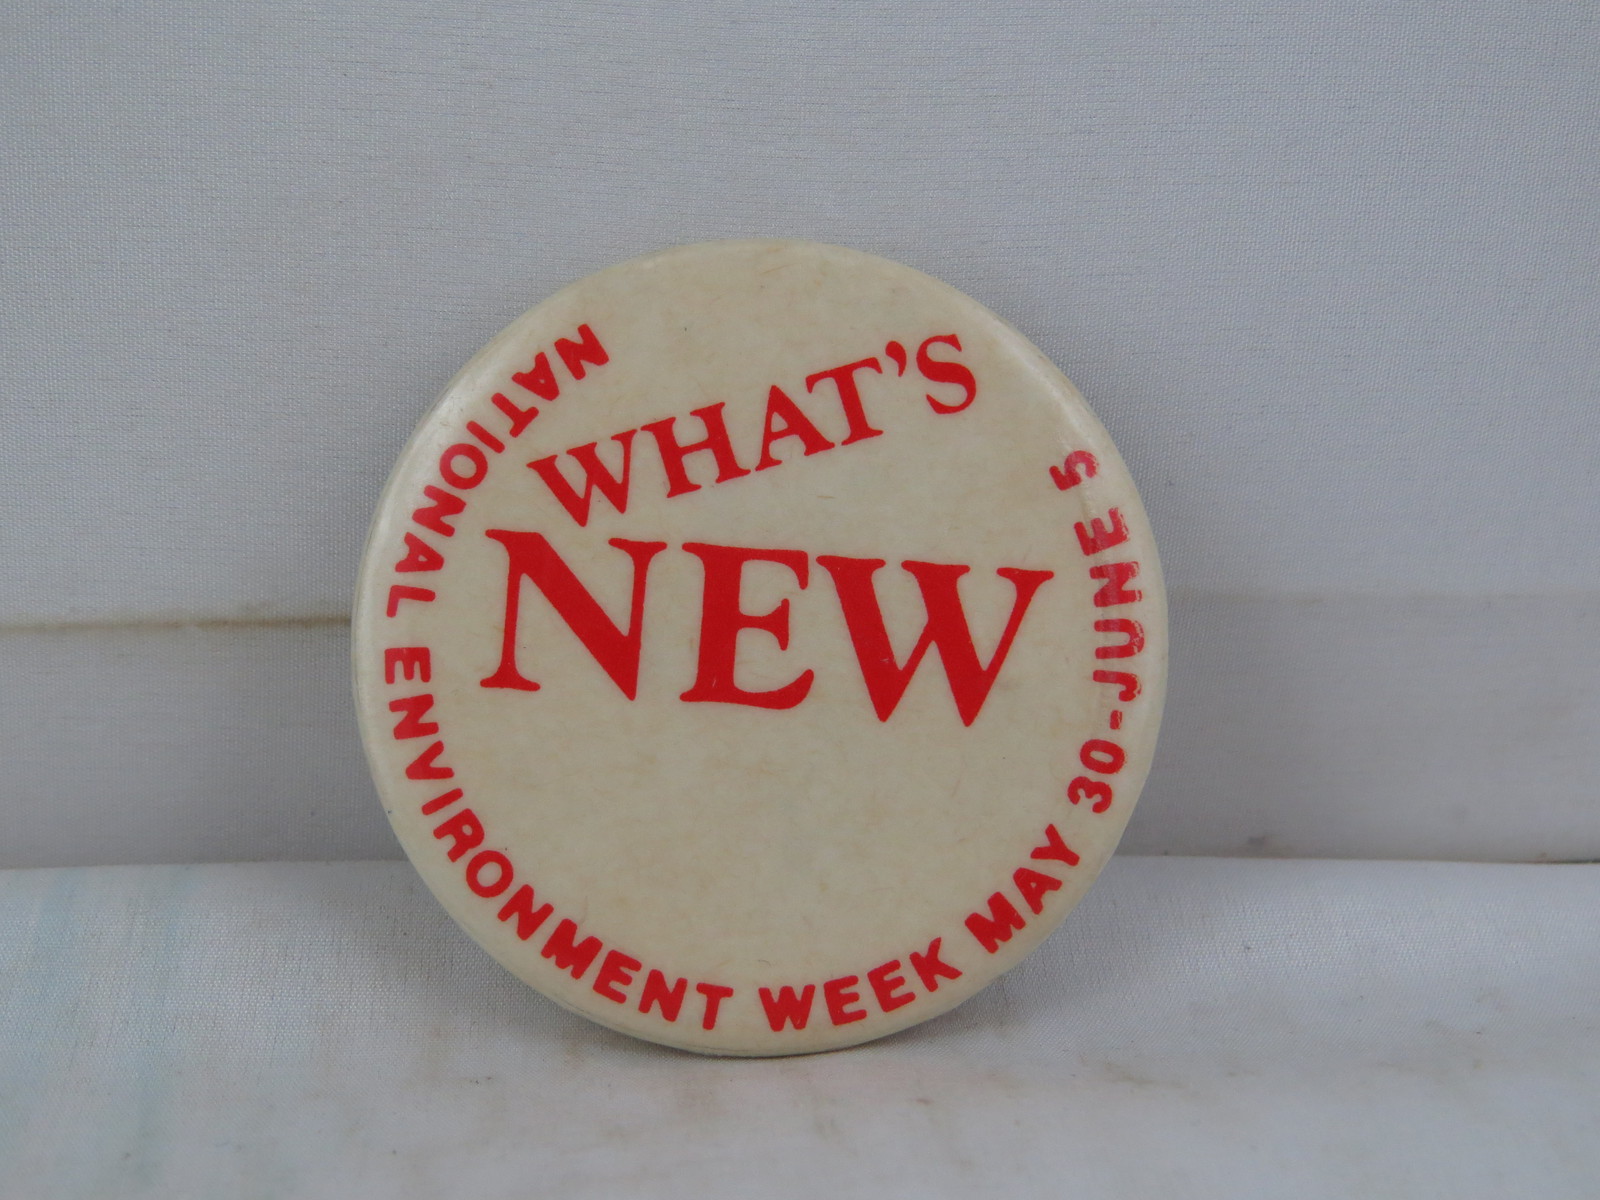 WHAT'S
NEW
NATIONAL ENVIRONMENT WEEK MAY 30-JUNE 5